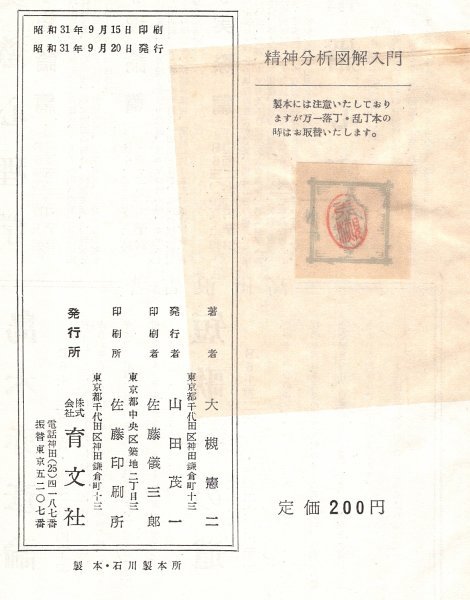 精神分析図解入門
製本には注意いたしており
ますが万一落丁・乱丁本の
時はお取替いたします。
定価200円
昭和31年9月15日印刷
昭和31年9月20日発行
著者 大槻憲二
東京都千代田区神田鎌倉町十三
発行者 山田茂一
印刷者 佐藤儀三郎
東京都中央区築地二丁目三
印刷所 佐藤印刷所
東京都千代田区神田鎌倉町十三
発行所 株式会社 育文社
電話神田(25)四一八七番
振替東京五二〇七番
製本・石川製本所